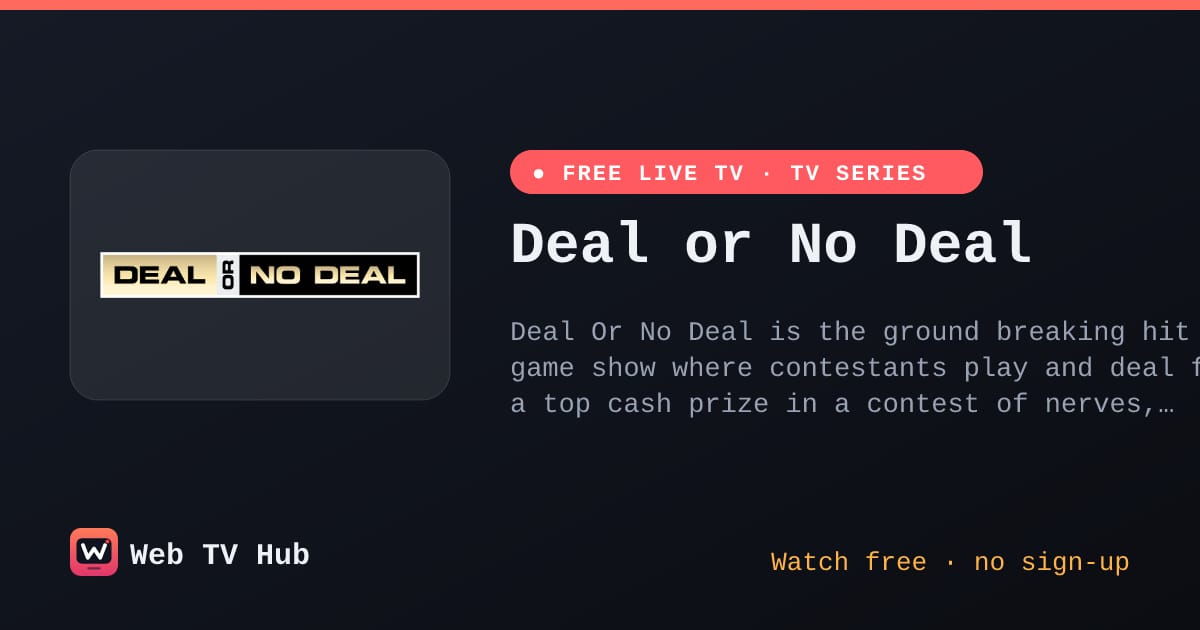 DEAL OR NO DEAL
● FREE LIVE TV · TV SERIES
Deal or No Deal
Deal Or No Deal is the ground breaking hit
game show where contestants play and deal
a top cash prize in a contest of nerves,…
W
Web TV Hub
Watch free · no sign-up